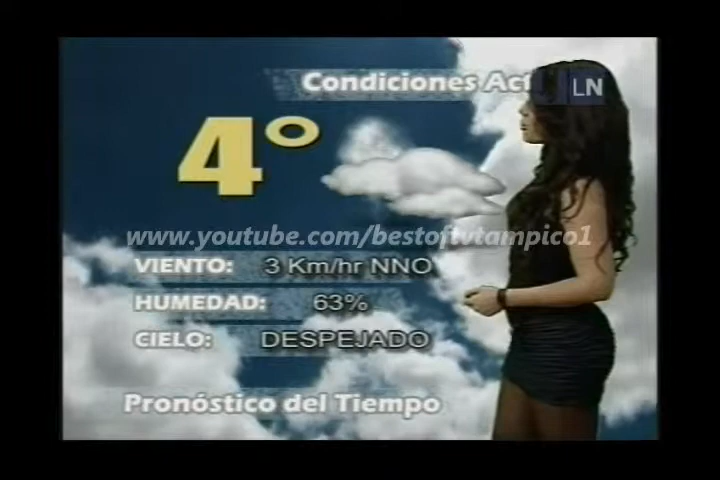 Condiciones Act
LN
4°
www.youtube.com/bestoftvtampico1
VIENTO: 3 Km/hr NNO
HUMEDAD: 63%
CIELO: DESPEJADO
Pronóstico del Tiempo